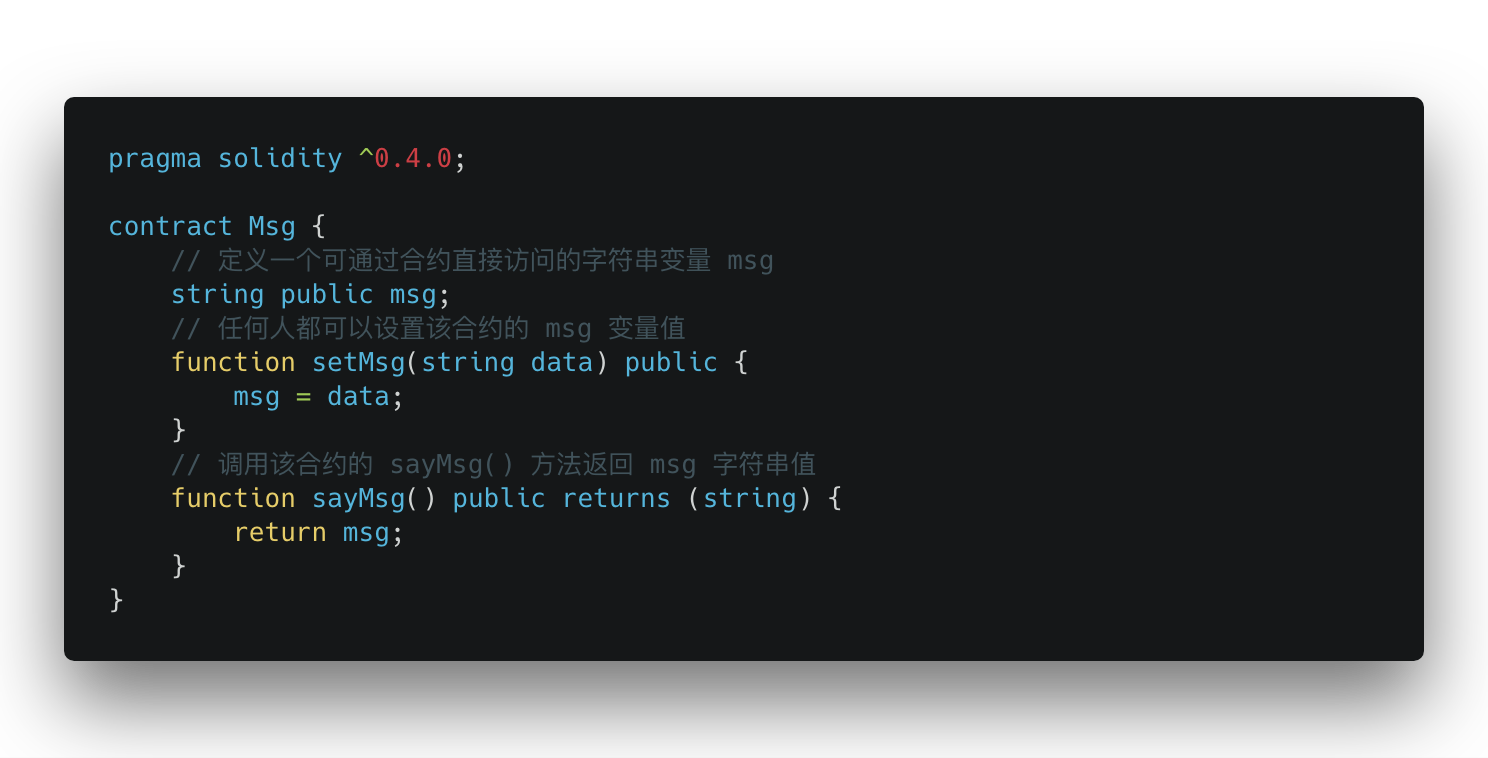 pragma solidity ^0.4.0;

contract Msg {
    // 定义一个可通过合约直接访问的字符串变量 msg
    string public msg;
    // 任何人都可以设置该合约的 msg 变量值
    function setMsg(string data) public {
        msg = data;
    }
    // 调用该合约的 sayMsg() 方法返回 msg 字符串值
    function sayMsg() public returns (string) {
        return msg;
    }
}